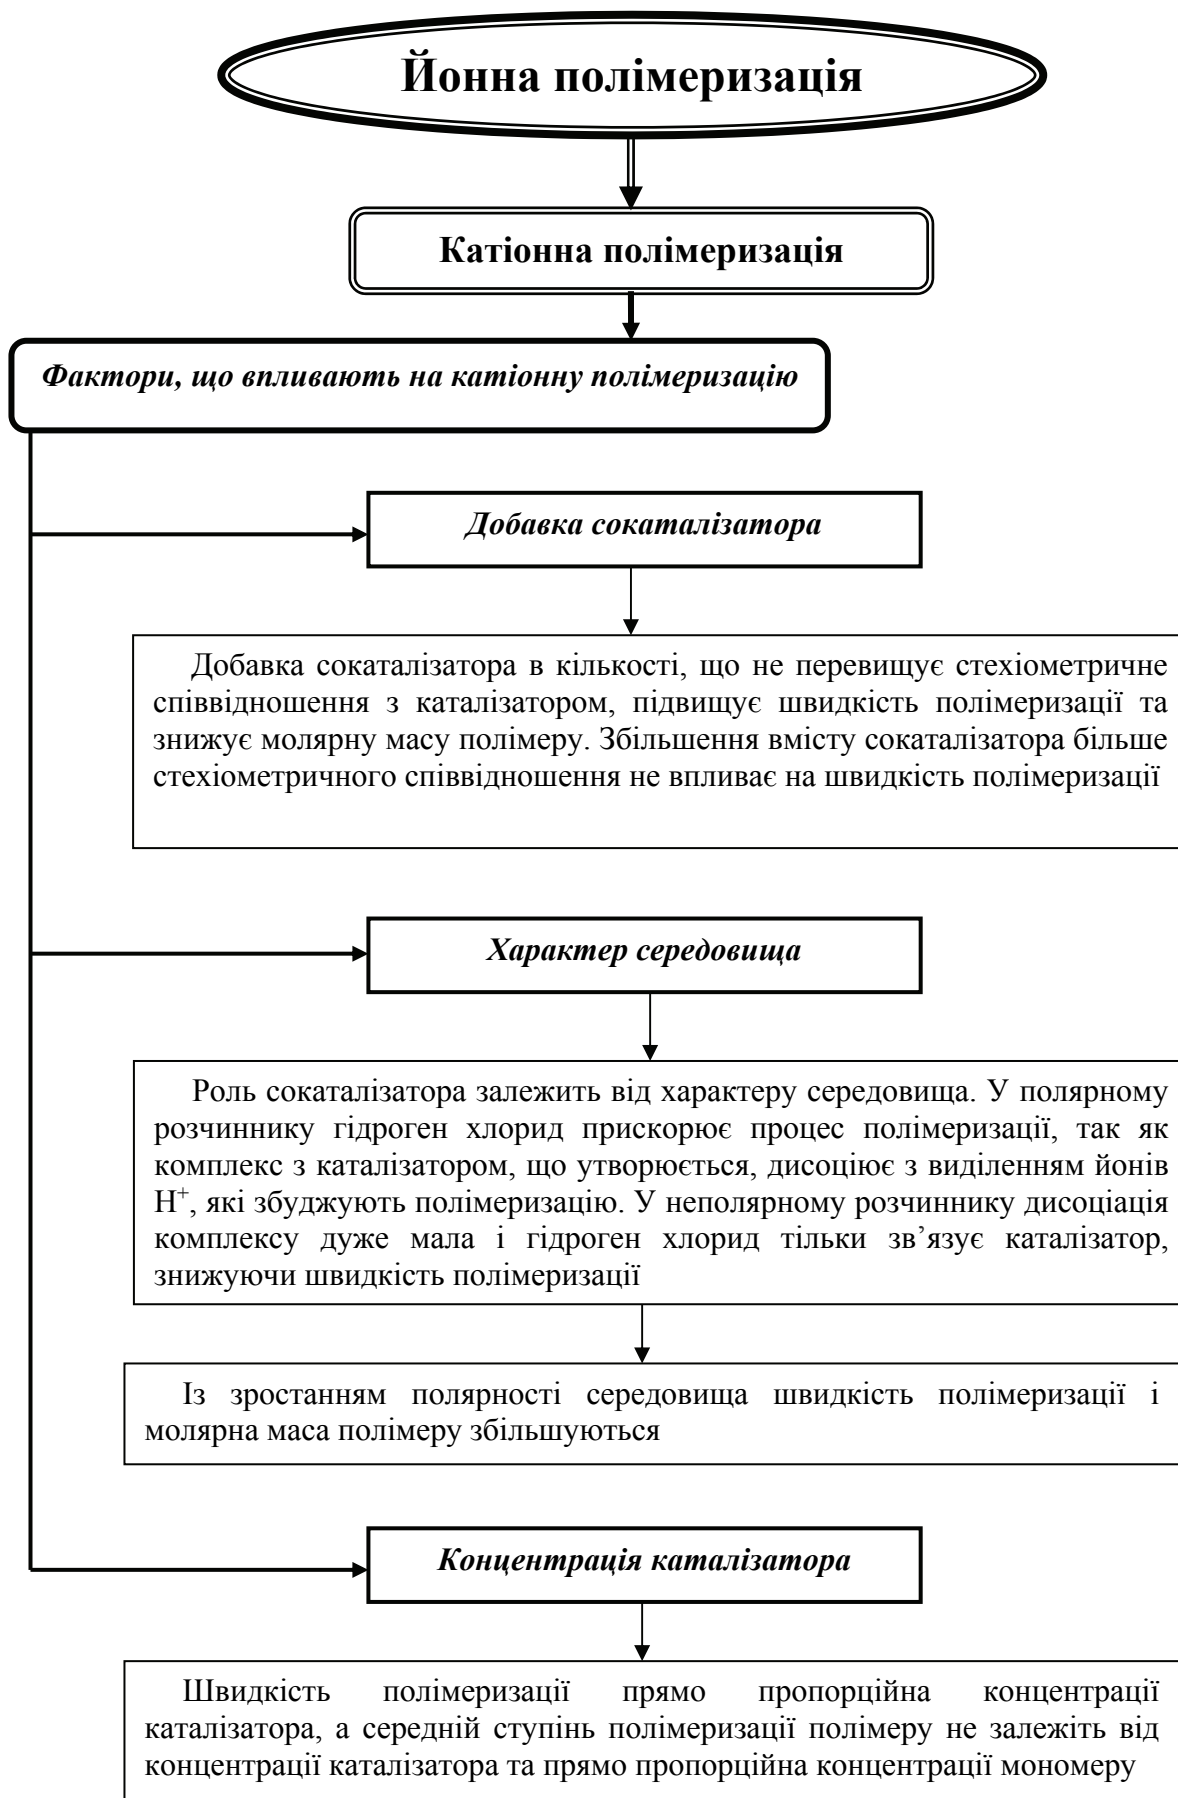 Йонна полімеризація
Катіонна полімеризація
Фактори, що впливають на катіонну полімеризацію
Добавка сокаталізатора
Добавка сокаталізатора в кількості, що не перевищує стехіометричне
співвідношення з каталізатором, підвищує швидкість полімеризації та
знижує молярну масу полімеру. Збільшення вмісту сокаталізатора більше
стехіометричного співвідношення не впливає на швидкість полімеризації
Характер середовища
Роль сокаталізатора залежить від характеру середовища. У полярному
розчиннику гідроген хлорид прискорює процес полімеризації, так як
комплекс з каталізатором, що утворюється, дисоціює з виділенням йонів
H⁺, які збуджують полімеризацію. У неполярному розчиннику дисоціація
комплексу дуже мала і гідроген хлорид тільки зв’язує каталізатор,
знижуючи швидкість полімеризації
Із зростанням полярності середовища швидкість полімеризації і
молярна маса полімеру збільшуються
Концентрація каталізатора
Швидкість полімеризації прямо пропорційна концентрації
каталізатора, а середній ступінь полімеризації полімеру не залежіть від
концентрації каталізатора та прямо пропорційна концентрації мономеру